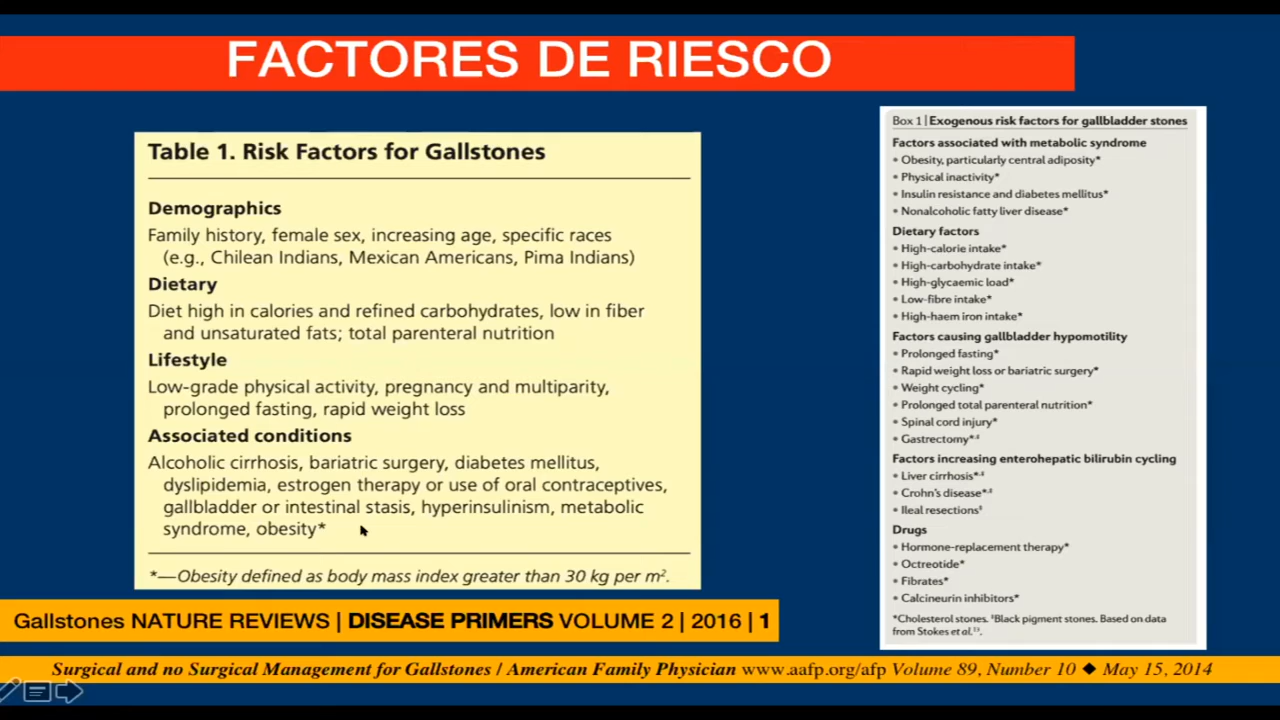 FACTORES DE RIESCO
Table 1. Risk Factors for Gallstones
Demographics
Family history, female sex, increasing age, specific races
(e.g., Chilean Indians, Mexican Americans, Pima Indians)
Dietary
Diet high in calories and refined carbohydrates, low in fiber
and unsaturated fats; total parenteral nutrition
Lifestyle
Low-grade physical activity, pregnancy and multiparity,
prolonged fasting, rapid weight loss
Associated conditions
Alcoholic cirrhosis, bariatric surgery, diabetes mellitus,
dyslipidemia, estrogen therapy or use of oral contraceptives,
gallbladder or intestinal stasis, hyperinsulinism, metabolic
syndrome, obesity*
*—Obesity defined as body mass index greater than 30 kg per m².
Box 1 | Exogenous risk factors for gallbladder stones
Factors associated with metabolic syndrome
• Obesity, particularly central adiposity*
• Physical inactivity*
• Insulin resistance and diabetes mellitus*
• Nonalcoholic fatty liver disease*
Dietary factors
• High-calorie intake*
• High-carbohydrate intake*
• High-glycaemic load*
• Low-fibre intake*
• High-haem iron intake*
Factors causing gallbladder hypomotility
• Prolonged fasting*
• Rapid weight loss or bariatric surgery*
• Weight cycling*
• Prolonged total parenteral nutrition*
• Spinal cord injury*
• Gastrectomy*,‡
Factors increasing enterohepatic bilirubin cycling
• Liver cirrhosis*,‡
• Crohn's disease*,‡
• Ileal resections‡
Drugs
• Hormone-replacement therapy*
• Octreotide*
• Fibrates*
• Calcineurin inhibitors*
*Cholesterol stones. ‡Black pigment stones. Based on data
from Stokes et al.
Gallstones NATURE REVIEWS | DISEASE PRIMERS VOLUME 2 | 2016 | 1
Surgical and no Surgical Management for Gallstones / American Family Physician www.aafp.org/afp Volume 89, Number 10 ◆ May 15, 2014